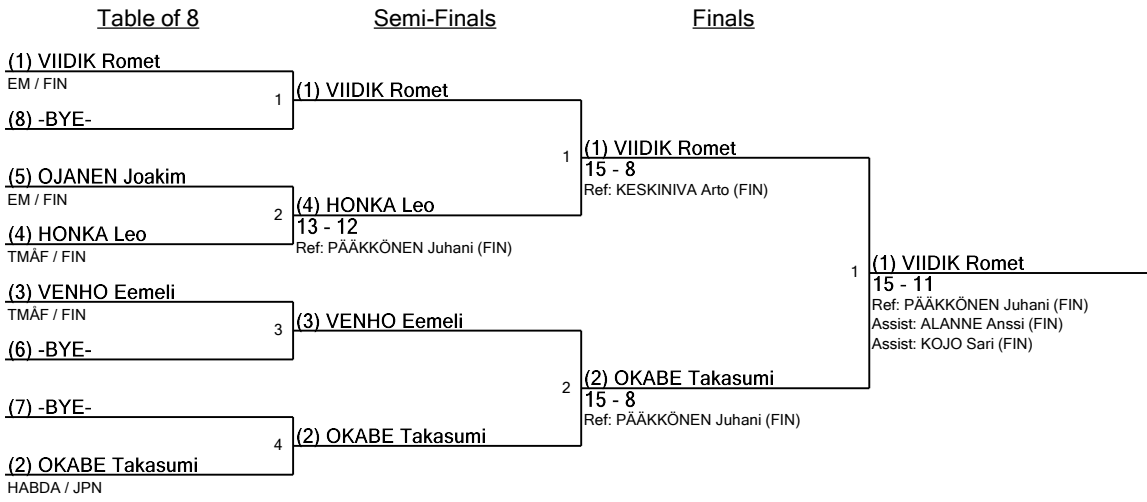 Table of 8
Semi-Finals
Finals
(1) VIIDIK Romet
EM / FIN
1
(8) -BYE-
(5) OJANEN Joakim
EM / FIN
2
(4) HONKA Leo
TMÅF / FIN
(3) VENHO Eemeli
TMÅF / FIN
3
(6) -BYE-
(7) -BYE-
4
(2) OKABE Takasumi
HABDA / JPN
(1) VIIDIK Romet
1
(4) HONKA Leo
13 - 12
Ref: PÄÄKKÖNEN Juhani (FIN)
(3) VENHO Eemeli
2
(2) OKABE Takasumi
(1) VIIDIK Romet
15 - 8
Ref: KESKINIVA Arto (FIN)
1
(2) OKABE Takasumi
15 - 8
Ref: PÄÄKKÖNEN Juhani (FIN)
(1) VIIDIK Romet
15 - 11
Ref: PÄÄKKÖNEN Juhani (FIN)
Assist: ALANNE Anssi (FIN)
Assist: KOJO Sari (FIN)